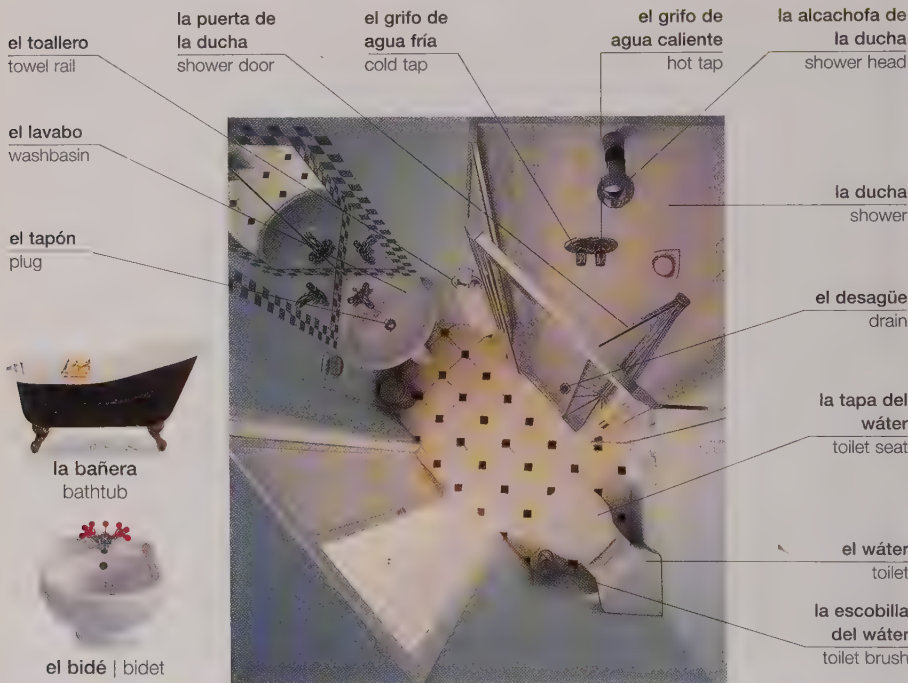 el toallero
towel rail
la puerta de
la ducha
shower door
el grifo de
agua fría
cold tap
el grifo de
agua caliente
hot tap
la alcachofa de
la ducha
shower head
el lavabo
washbasin
la ducha
shower
el tapón
plug
el desagüe
drain
la tapa del
wáter
toilet seat
la bañera
bathtub
el wáter
toilet
la escobilla
del wáter
toilet brush
el bidé | bidet